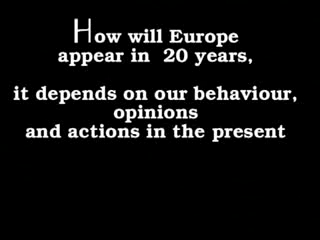 How will Europe
appear in 20 years,
it depends on our behaviour,
opinions
and actions in the present